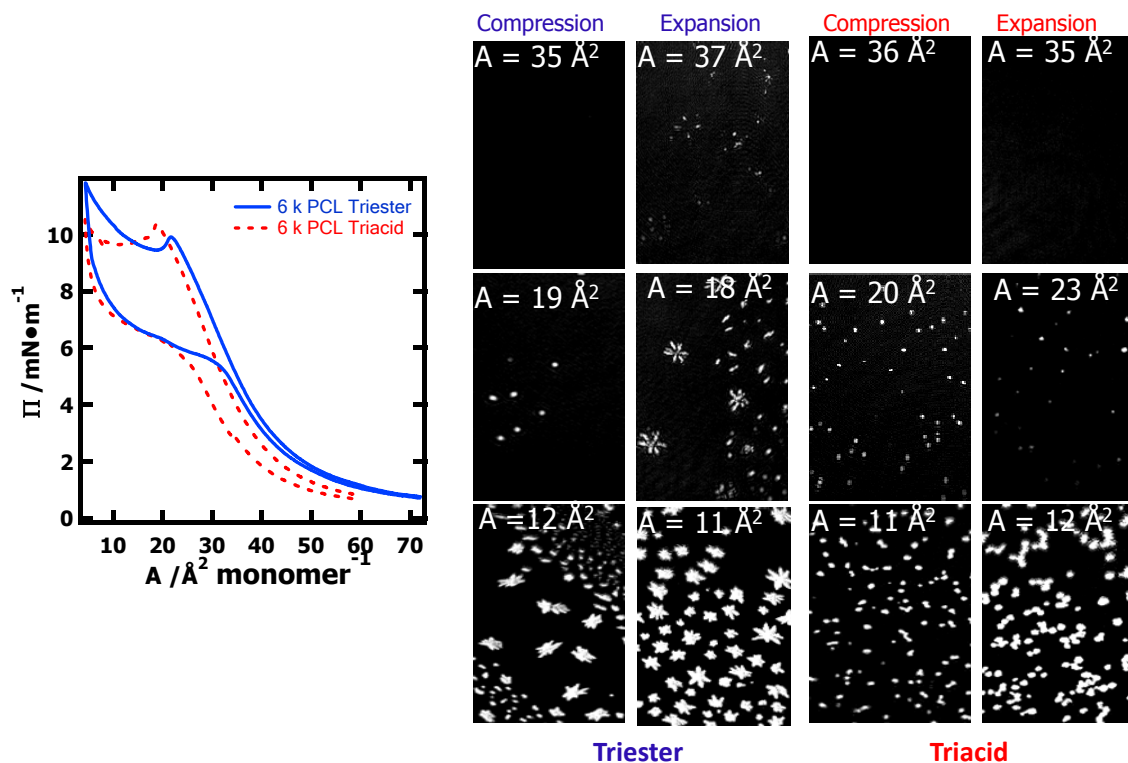 Compression
Expansion
Compression
Expansion
A = 35 Å²
A = 37 Å²
A = 36 Å²
A = 35 Å²
6 k PCL Triester
6 k PCL Triacid
10
8
6
4
2
0
Π /mN•m⁻¹
10 20 30 40 50 60 70
A /Å² monomer⁻¹
A = 19 Å²
A = 18 Å²
A = 20 Å²
A = 23 Å²
A =12 Å²
A = 11 Å²
A = 11 Å²
A = 12 Å²
Triester
Triacid